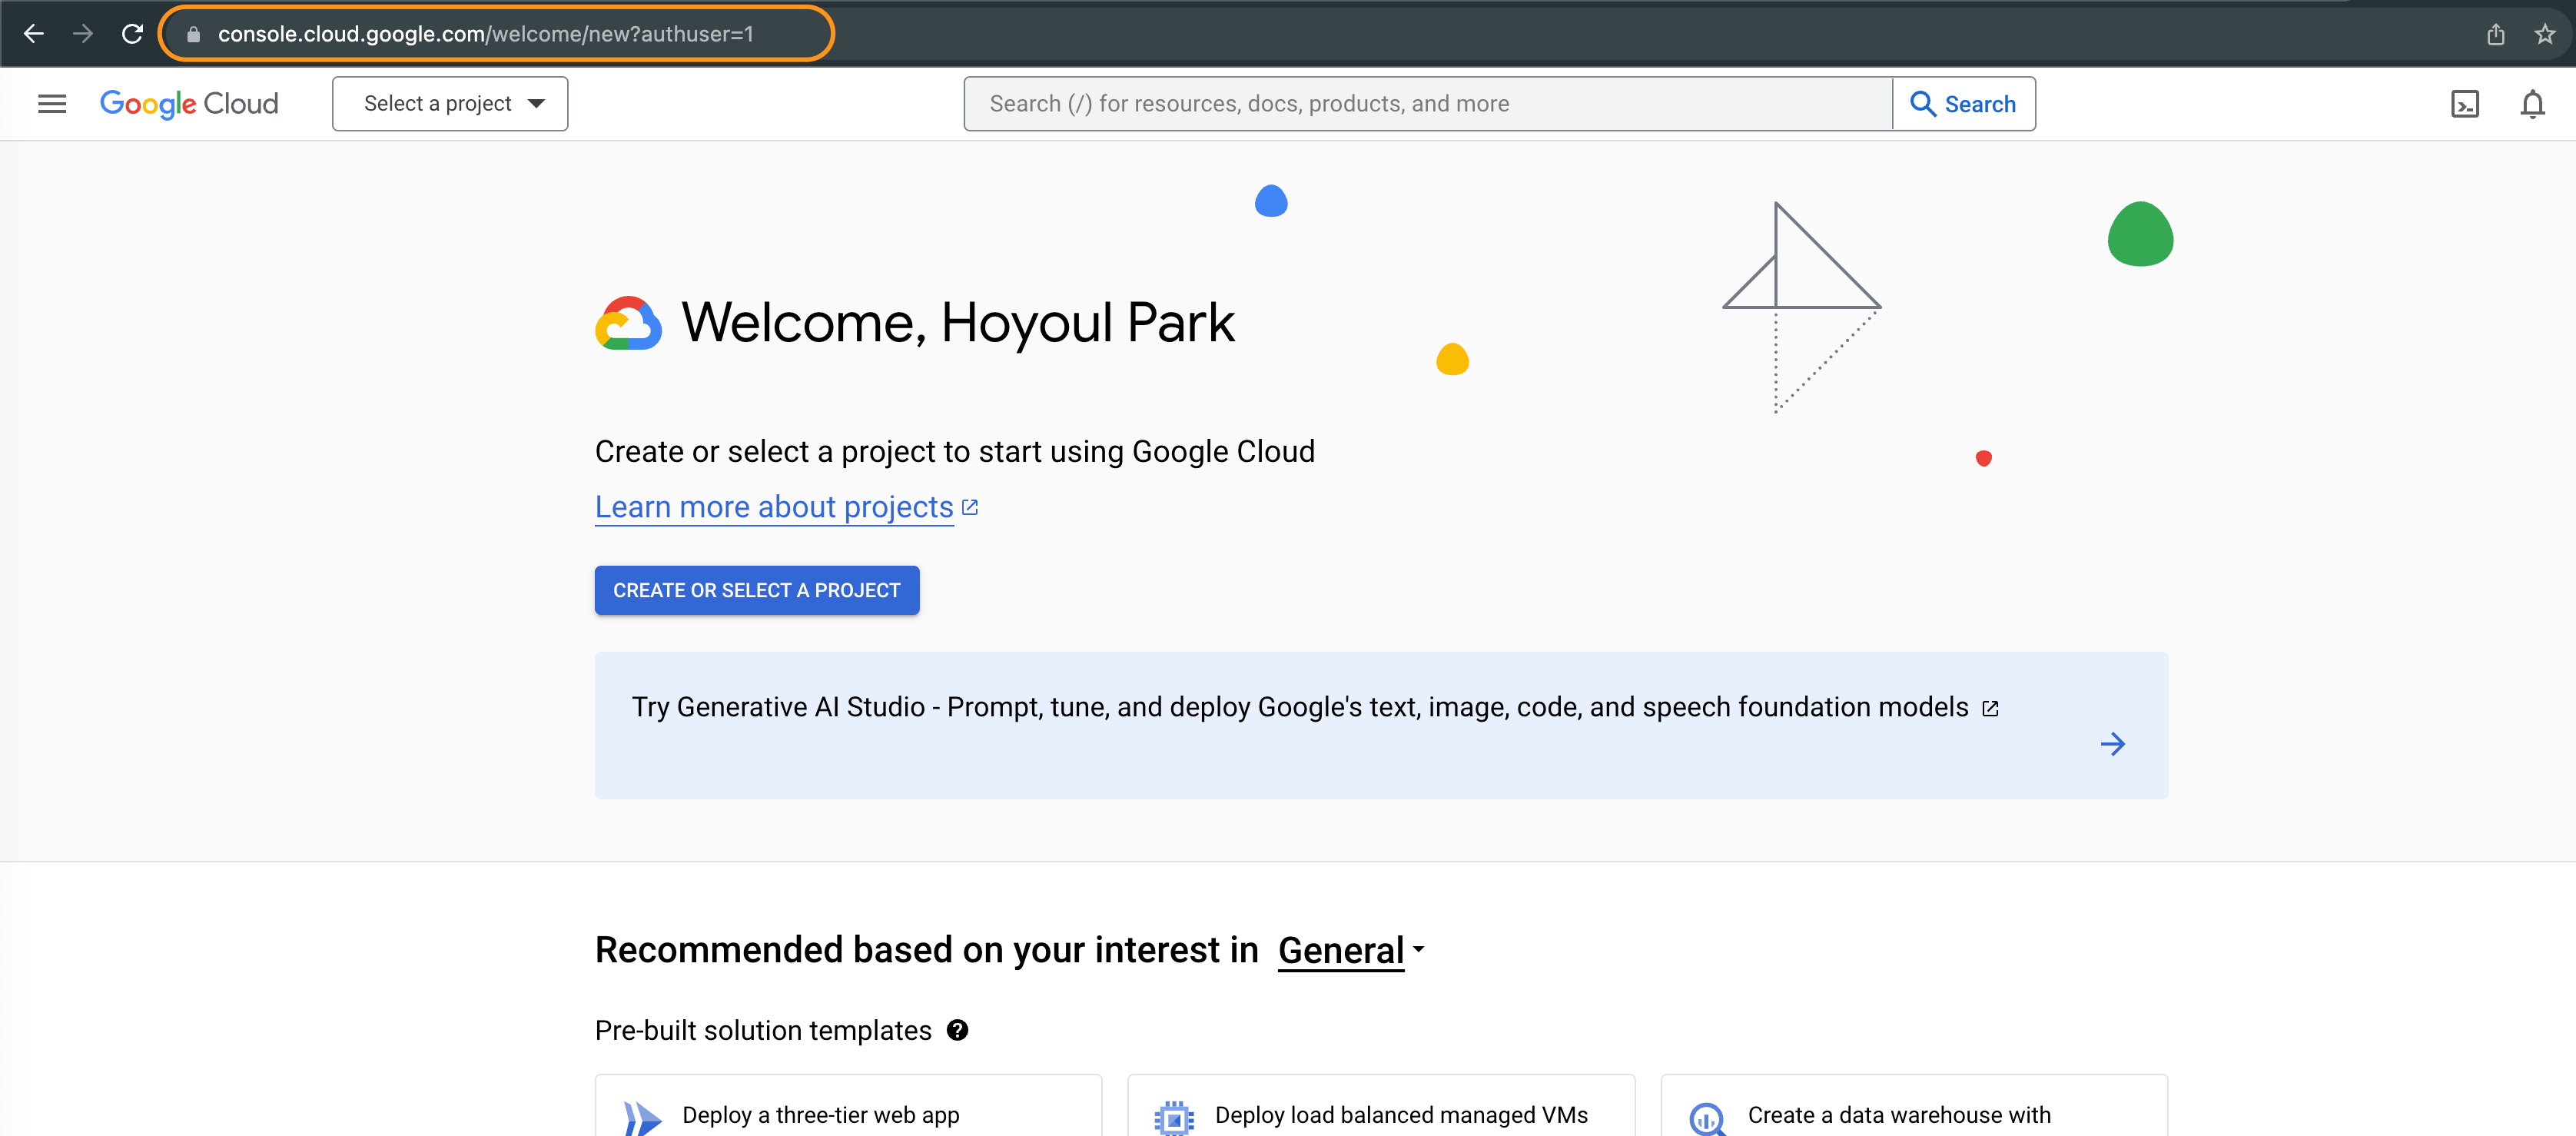 console.cloud.google.com/welcome/new?authuser=1
Google Cloud
Select a project
Search (/) for resources, docs, products, and more
Search
Welcome, Hoyoul Park
Create or select a project to start using Google Cloud
Learn more about projects
CREATE OR SELECT A PROJECT
Try Generative AI Studio - Prompt, tune, and deploy Google's text, image, code, and speech foundation models
Recommended based on your interest in General
Pre-built solution templates
Deploy a three-tier web app
Deploy load balanced managed VMs
Create a data warehouse with